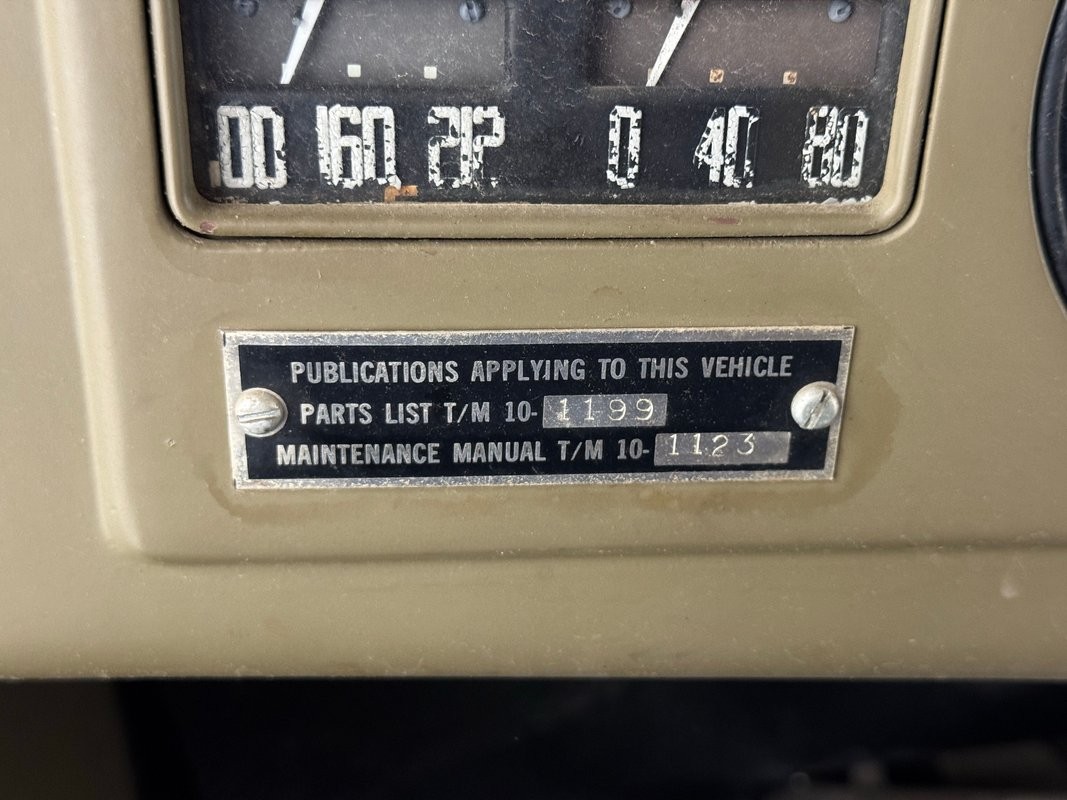 00 160 212 0 40 80
PUBLICATIONS APPLYING TO THIS VEHICLE
PARTS LIST T/M 10- 1199
MAINTENANCE MANUAL T/M 10- 1123